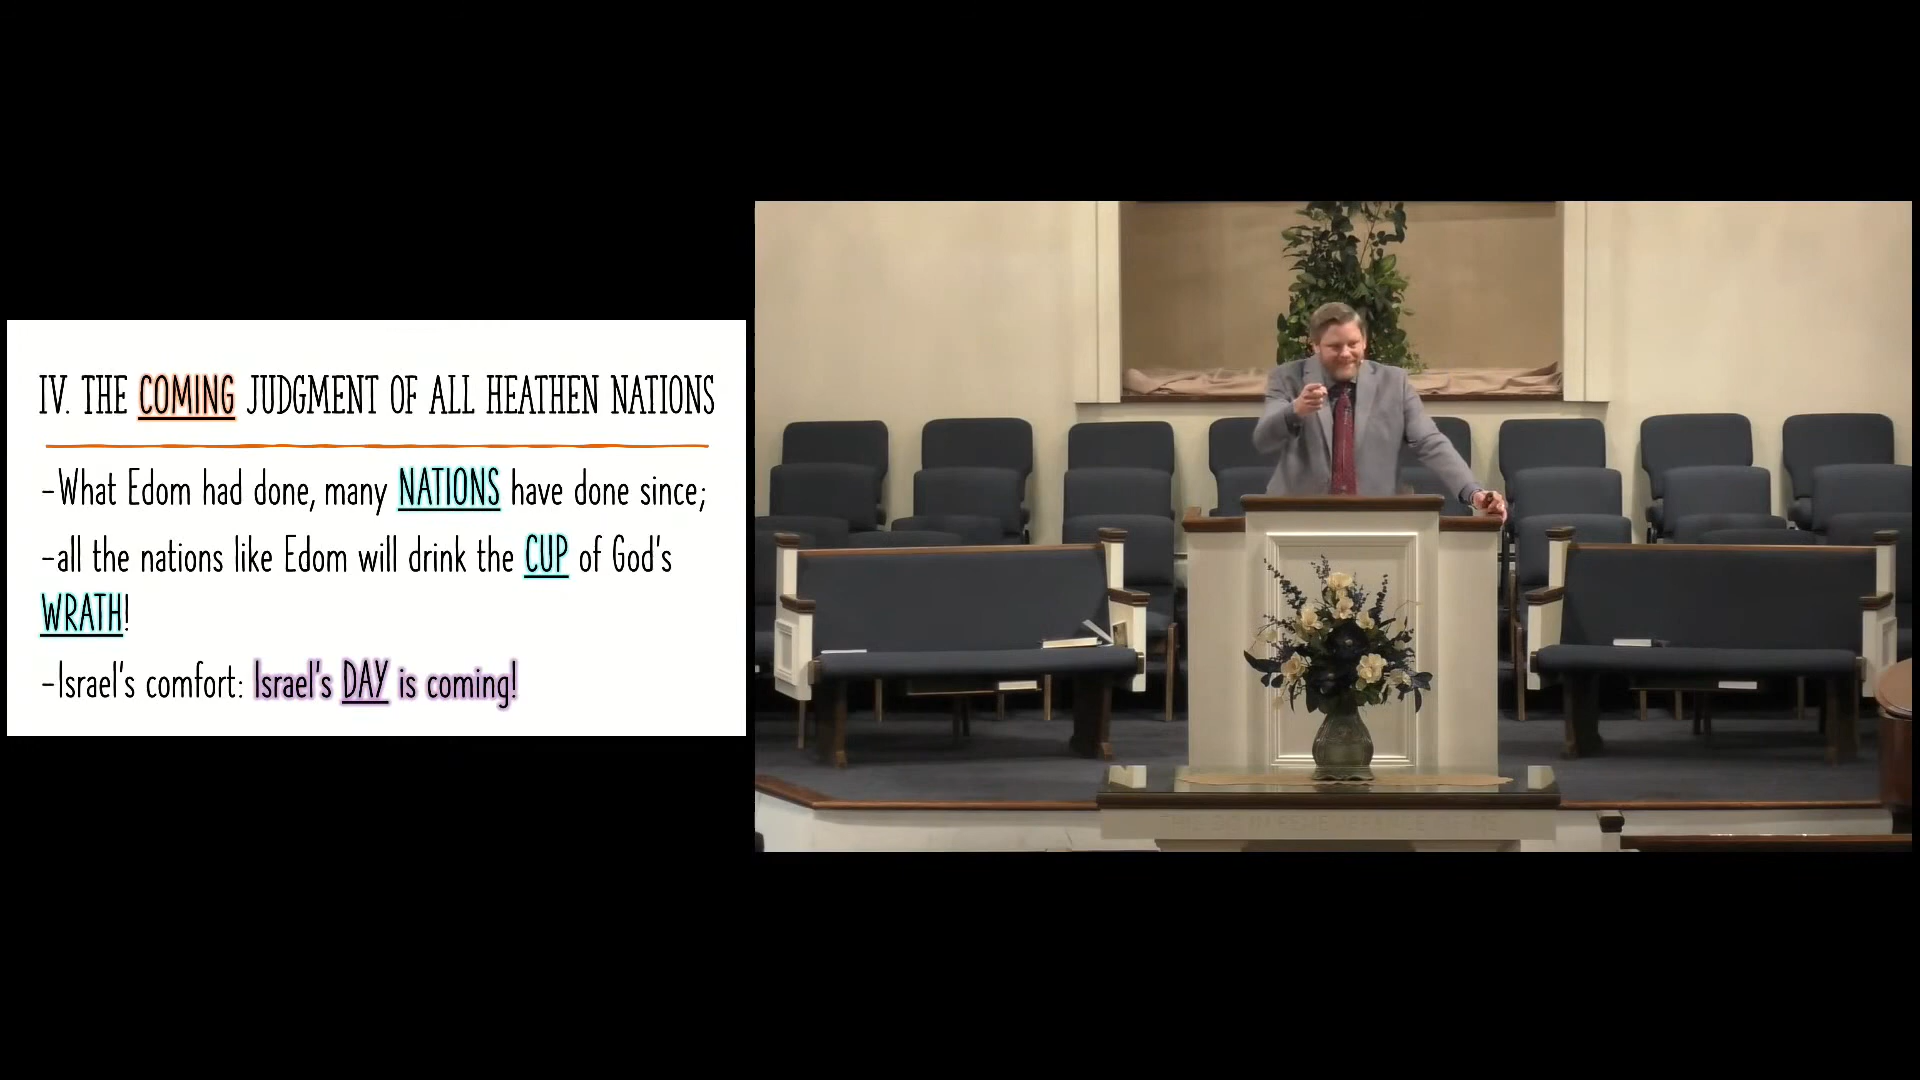 IV. THE COMING JUDGMENT OF ALL HEATHEN NATIONS
-What Edom had done, many NATIONS have done since;
-all the nations like Edom will drink the CUP of God's
WRATH!
-Israel's comfort: Israel's DAY is coming!